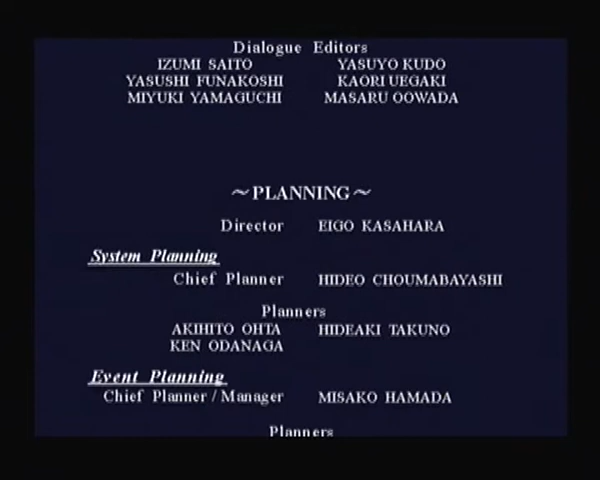 Dialogue Editors
IZUMI SAITO YASUYO KUDO
YASUSHI FUNAKOSHI KAORI UEGAKI
MIYUKI YAMAGUCHI MASARU OOWADA
～PLANNING～
Director EIGO KASAHARA
System Planning
Chief Planner HIDEO CHOUMABAYASHI
Planners
AKIHITO OHTA HIDEAKI TAKUNO
KEN ODANAGA
Event Planning
Chief Planner / Manager MISAKO HAMADA
Planners